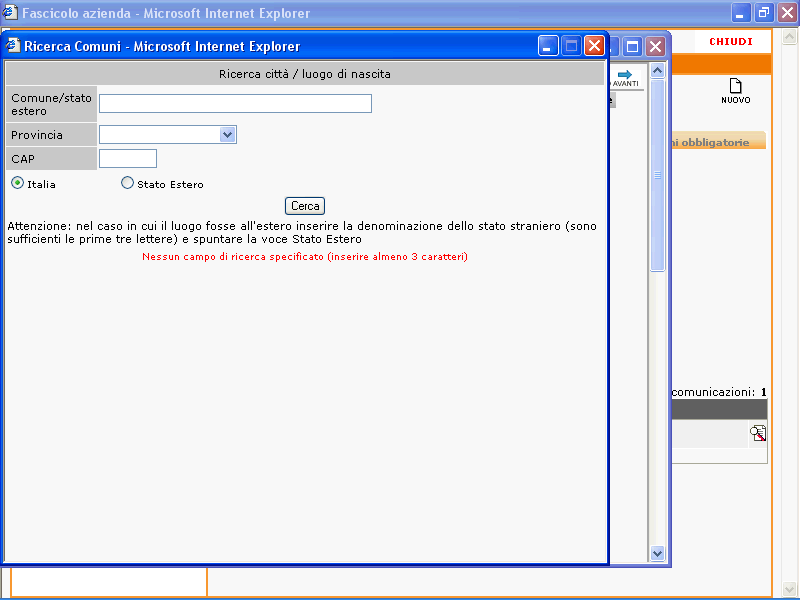 Fascicolo azienda - Microsoft Internet Explorer
Ricerca Comuni - Microsoft Internet Explorer
CHIUDI
Ricerca città / luogo di nascita
AVANTI
Comune/stato
estero
NUOVO
Provincia
ni obbligatorie
CAP
Italia
Stato Estero
Cerca
Attenzione: nel caso in cui il luogo fosse all'estero inserire la denominazione dello stato straniero (sono
sufficienti le prime tre lettere) e spuntare la voce Stato Estero
Nessun campo di ricerca specificato (inserire almeno 3 caratteri)
comunicazioni: 1